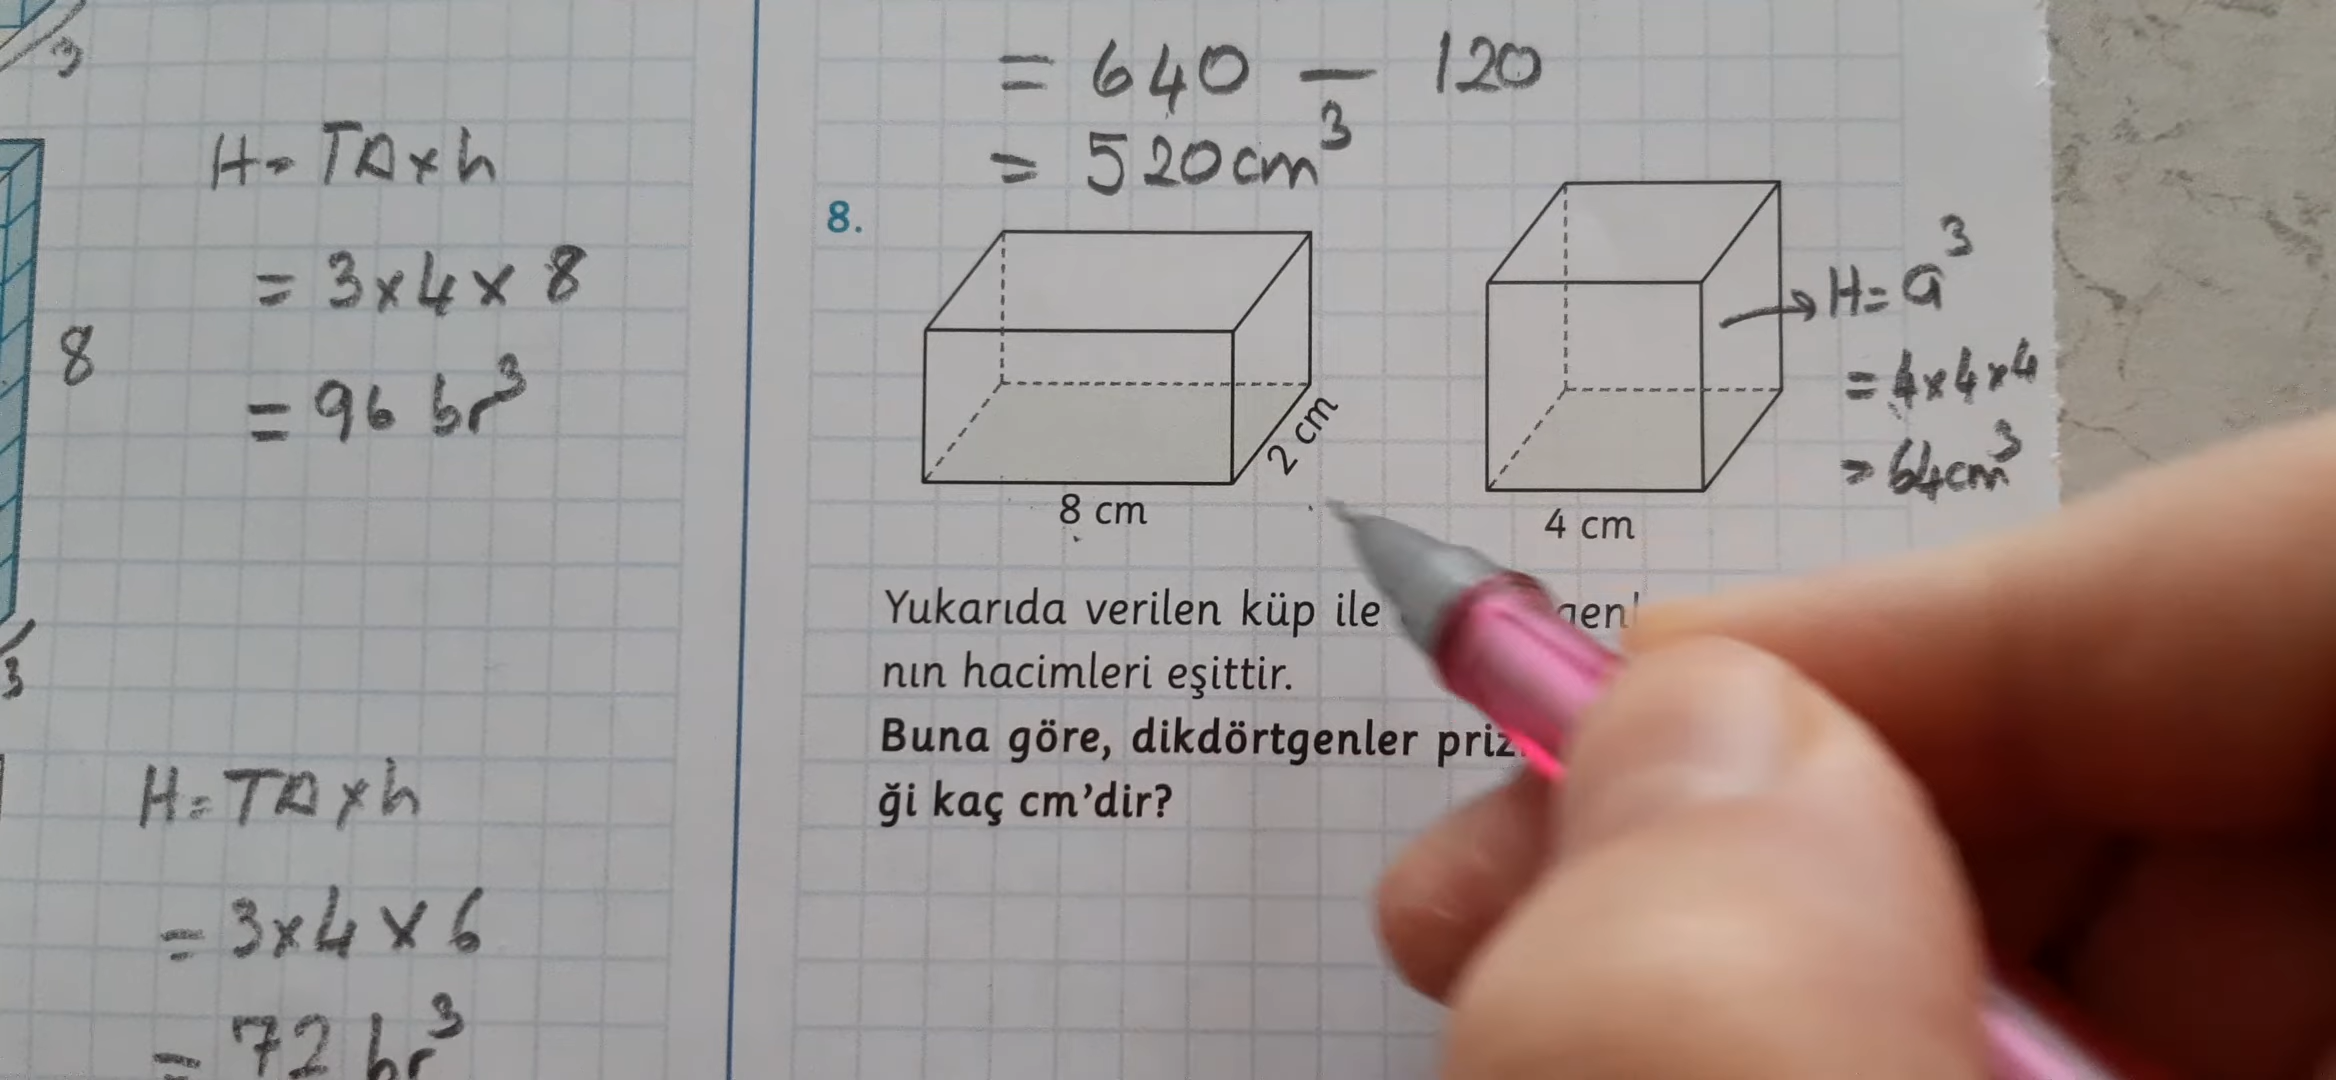 3
H = TA x h
= 3 x 4 x 8
= 96 br³
8
3
H = TA x h
= 3 x 4 x 6
= 72 br³
= 640 - 120
= 520 cm³
8.
2 cm
8 cm
4 cm
H = a³
= 4 x 4 x 4
= 64 cm³
Yukarıda verilen küp ile
nın hacimleri eşittir.
Buna göre, dikdörtgenler
ği kaç cm'dir?